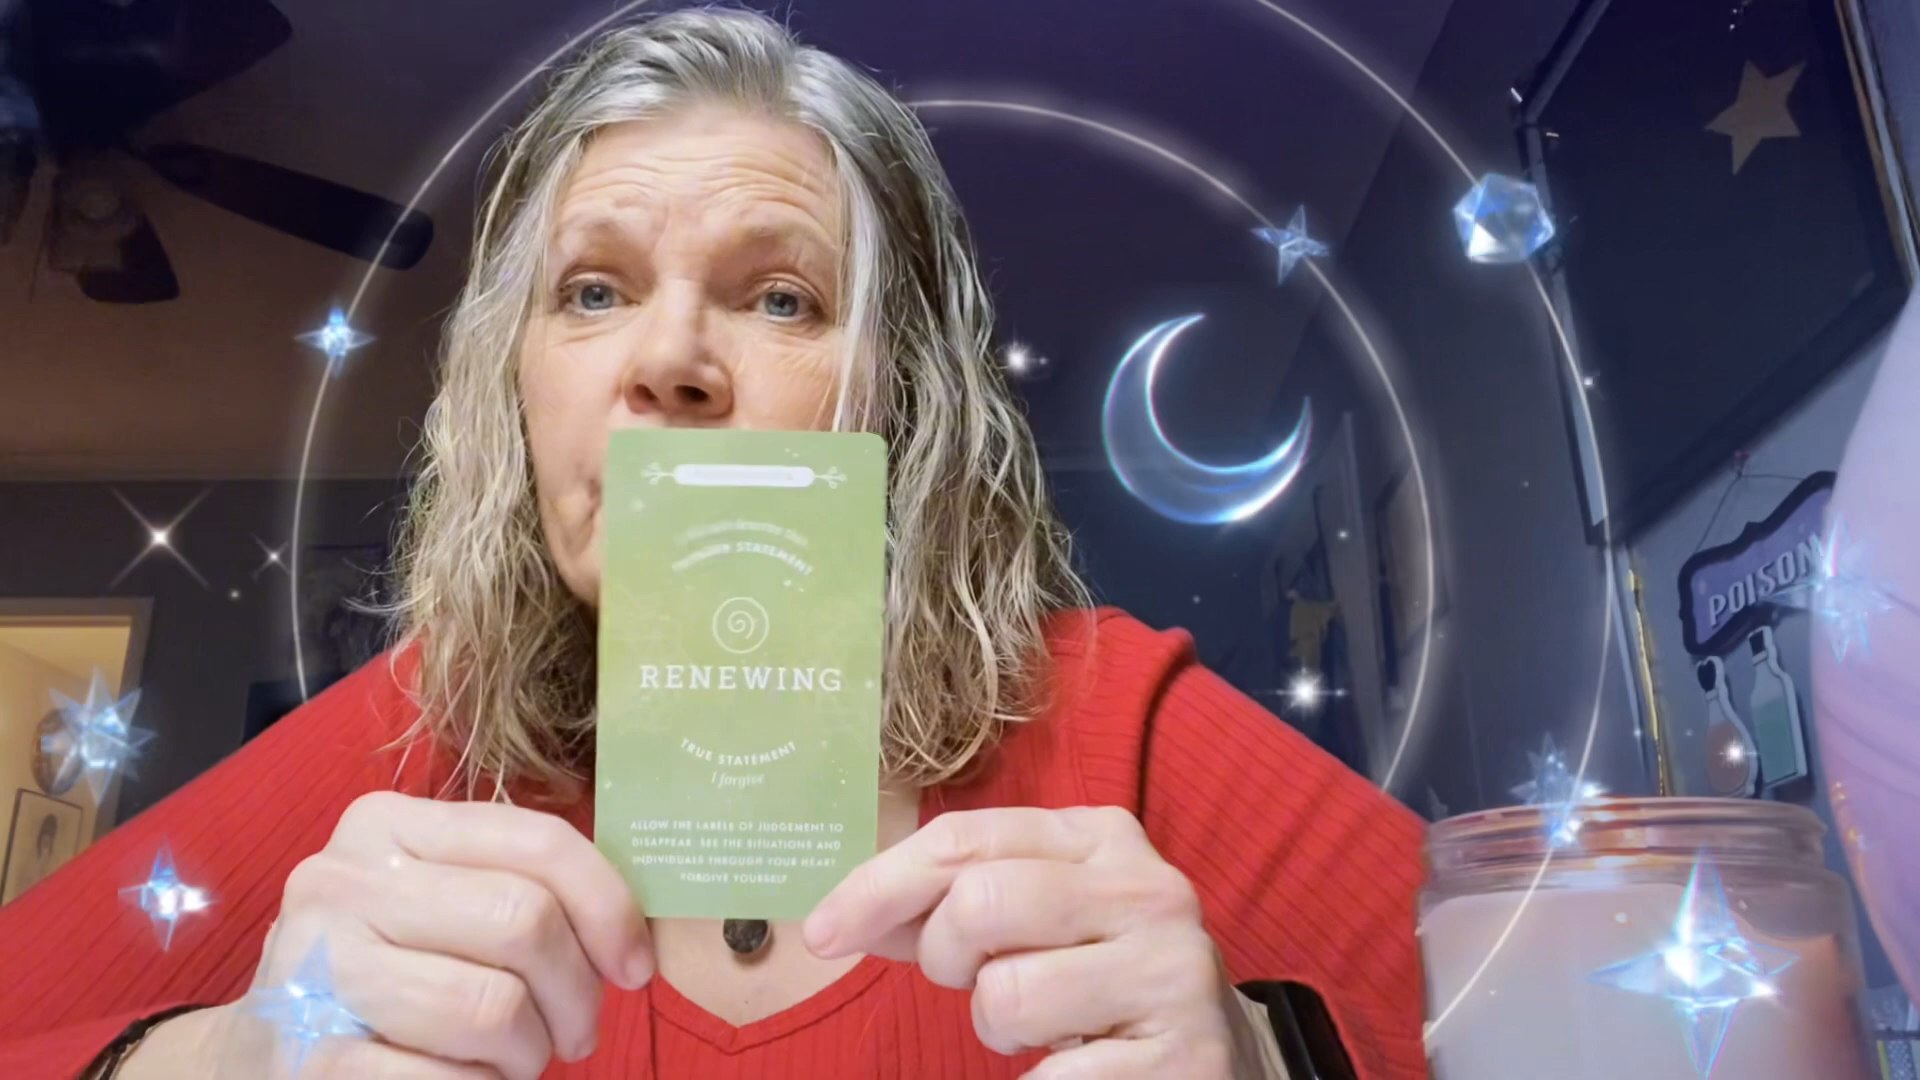 STATEMENT
RENEWING
TRUE STATEMENT
I forgive
ALLOW THE LABELS OF JUDGEMENT TO
DISAPPEAR. SEE THE SITUATIONS AND
INDIVIDUALS THROUGH YOUR HEART
FORGIVE YOURSELF
POISON